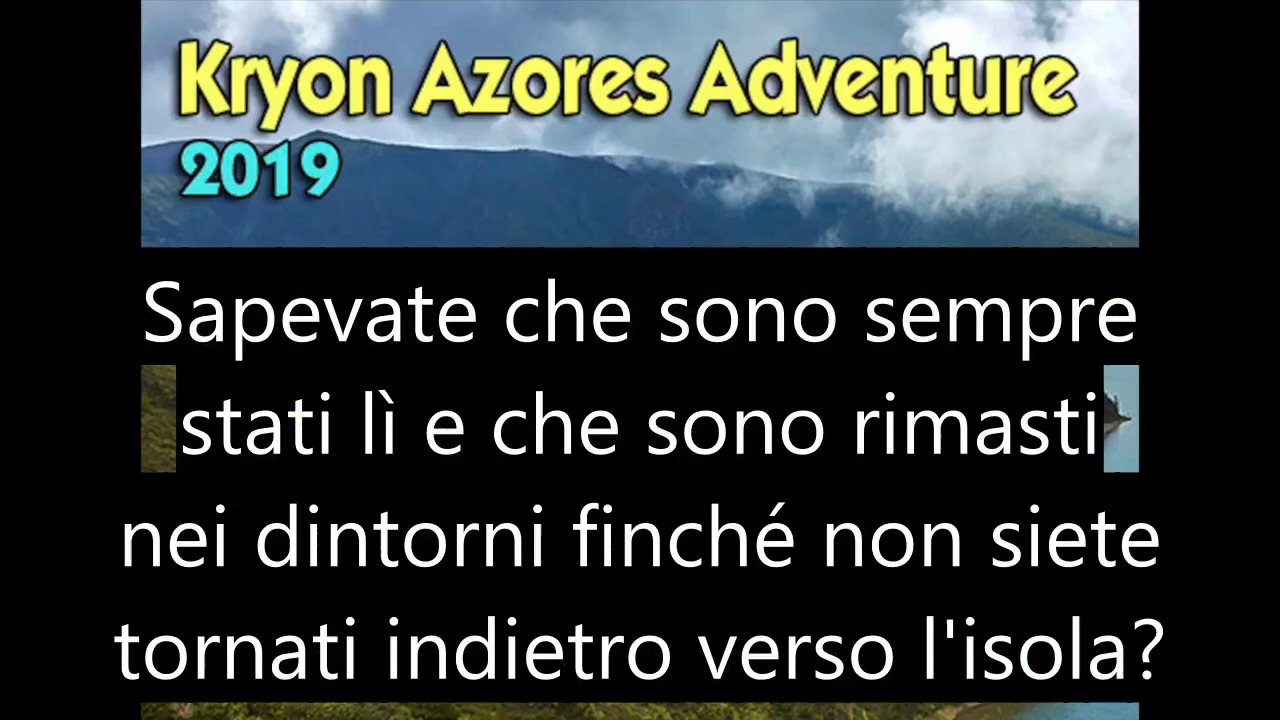 Kryon Azores Adventure
2019
Sapevate che sono sempre
stati lì e che sono rimasti
nei dintorni finché non siete
tornati indietro verso l'isola?